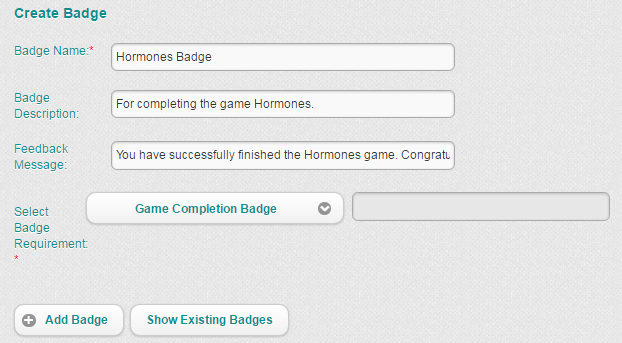 Create Badge
Badge Name:*
Hormones Badge
Badge
Description:
For completing the game Hormones.
Feedback
Message:
You have successfully finished the Hormones game. Congratu
Select
Badge
Requirement:
*
Game Completion Badge
Add Badge
Show Existing Badges